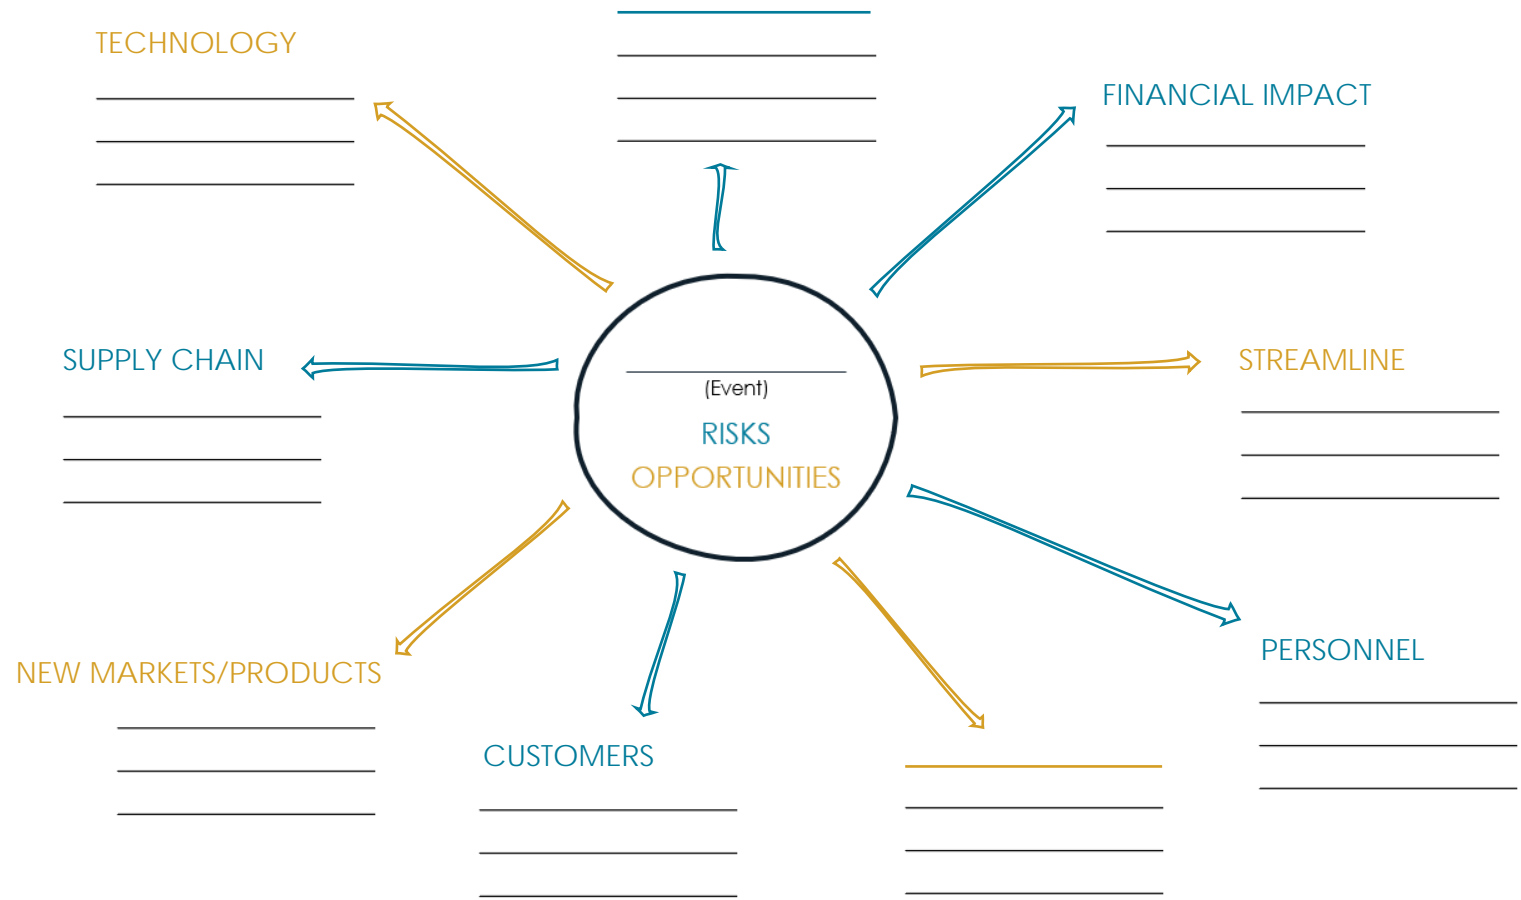 TECHNOLOGY
FINANCIAL IMPACT
SUPPLY CHAIN
(Event)
RISKS
OPPORTUNITIES
STREAMLINE
PERSONNEL
NEW MARKETS/PRODUCTS
CUSTOMERS